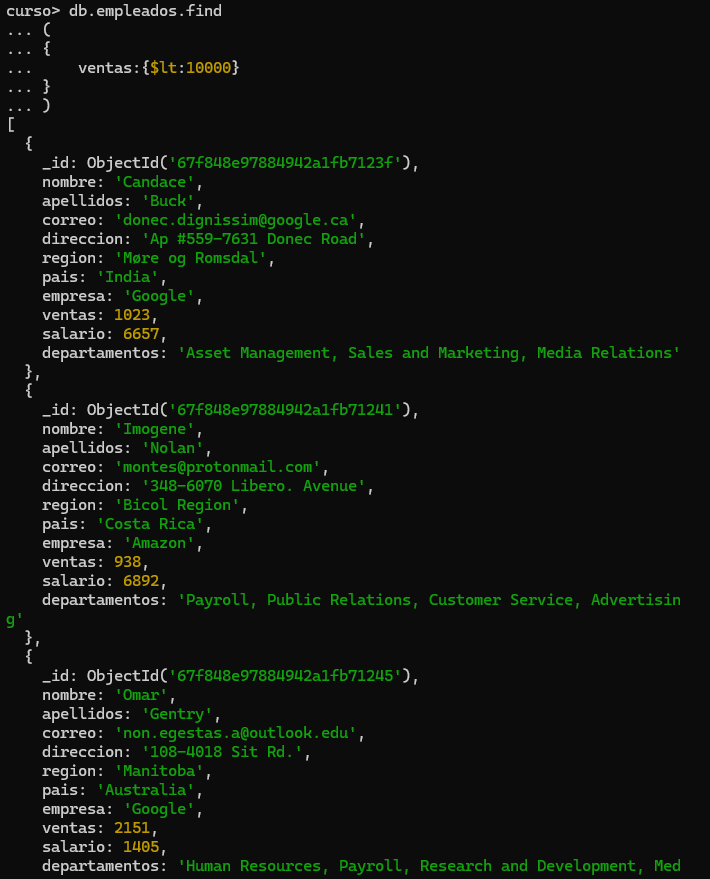 curso> db.empleados.find
... (
... {
...     ventas:{$lt:10000}
... }
... )
[
  {
    _id: ObjectId('67f848e97884942a1fb7123f'),
    nombre: 'Candace',
    apellidos: 'Buck',
    correo: 'donec.dignissim@google.ca',
    direccion: 'Ap #559-7631 Donec Road',
    region: 'Møre og Romsdal',
    pais: 'India',
    empresa: 'Google',
    ventas: 1023,
    salario: 6657,
    departamentos: 'Asset Management, Sales and Marketing, Media Relations'
  },
  {
    _id: ObjectId('67f848e97884942a1fb71241'),
    nombre: 'Imogene',
    apellidos: 'Nolan',
    correo: 'montes@protonmail.com',
    direccion: '348-6070 Libero. Avenue',
    region: 'Bicol Region',
    pais: 'Costa Rica',
    empresa: 'Amazon',
    ventas: 938,
    salario: 6892,
    departamentos: 'Payroll, Public Relations, Customer Service, Advertisin
g'
  },
  {
    _id: ObjectId('67f848e97884942a1fb71245'),
    nombre: 'Omar',
    apellidos: 'Gentry',
    correo: 'non.egestas.a@outlook.edu',
    direccion: '108-4018 Sit Rd.',
    region: 'Manitoba',
    pais: 'Australia',
    empresa: 'Google',
    ventas: 2151,
    salario: 1405,
    departamentos: 'Human Resources, Payroll, Research and Development, Med